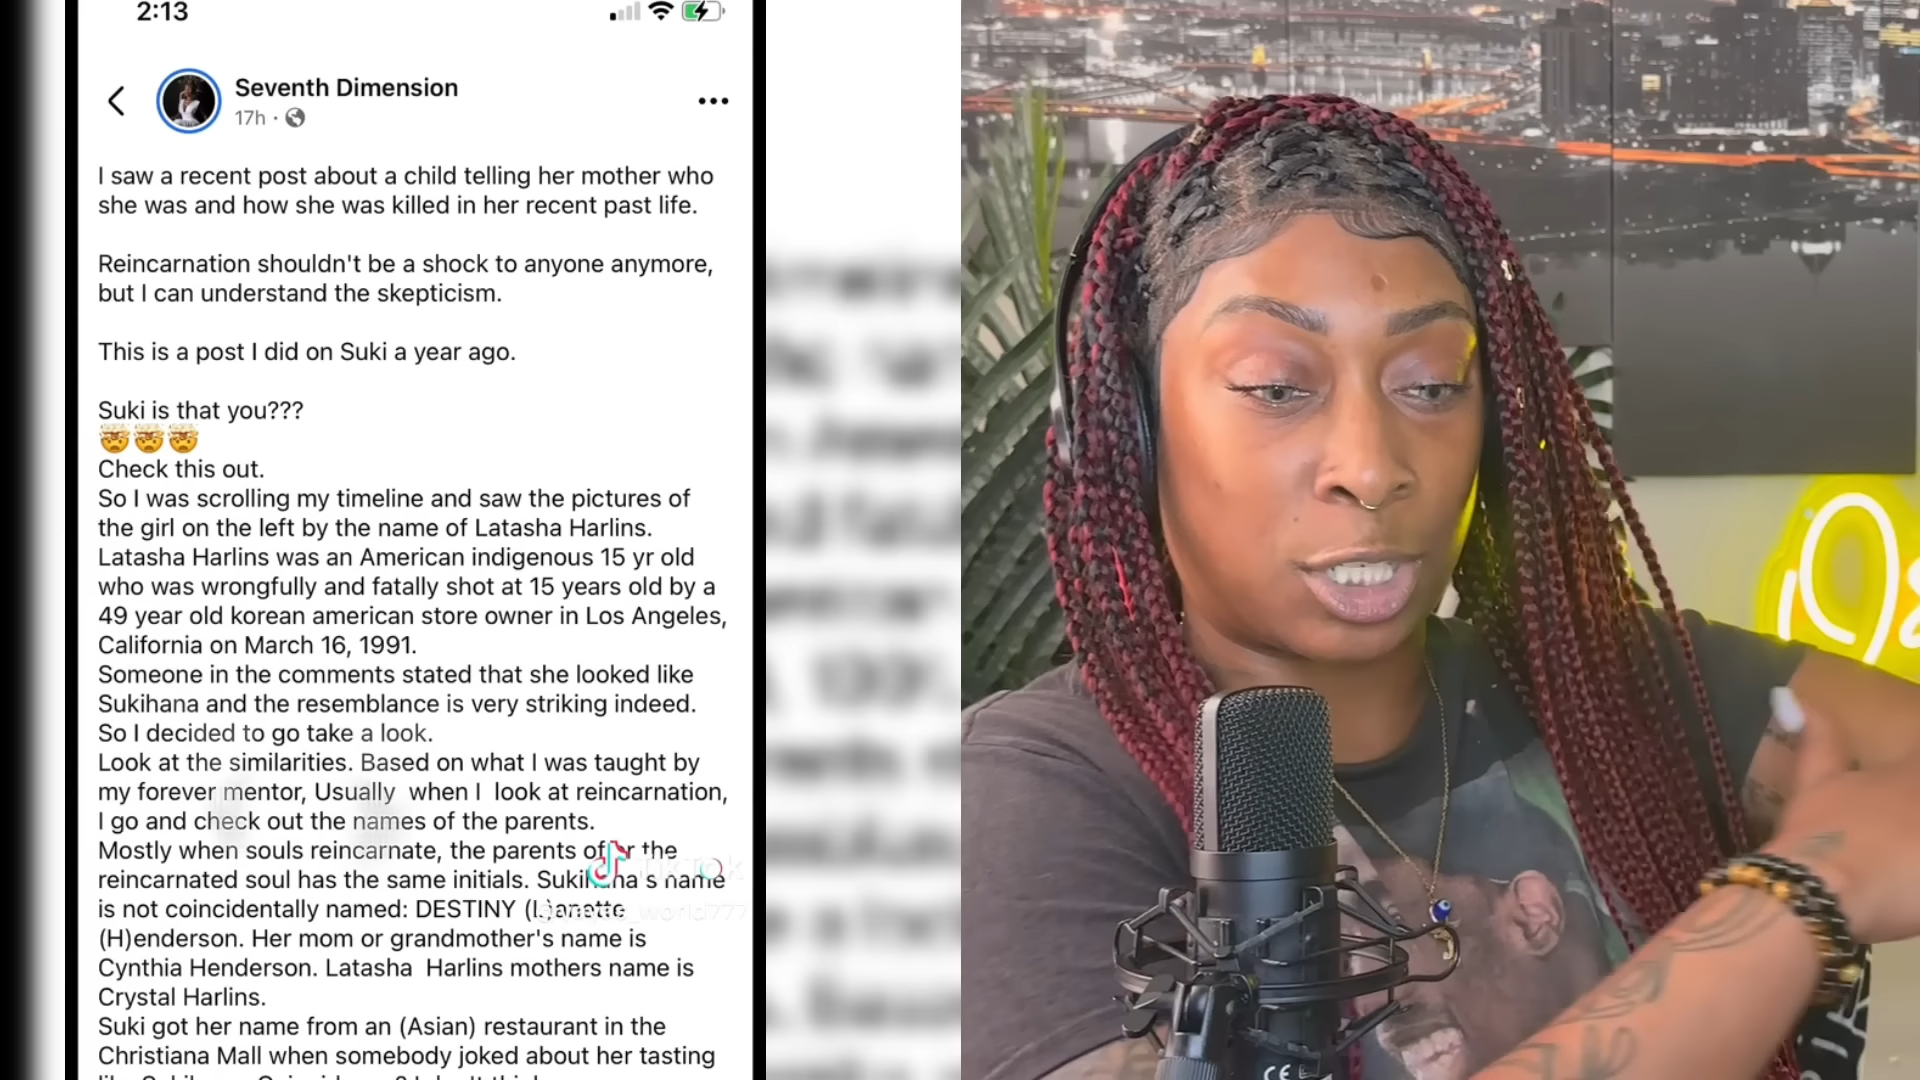 2:13
Seventh Dimension
17h ·
I saw a recent post about a child telling her mother who
she was and how she was killed in her recent past life.
Reincarnation shouldn't be a shock to anyone anymore,
but I can understand the skepticism.
This is a post I did on Suki a year ago.
Suki is that you???
🤯🤯🤯
Check this out.
So I was scrolling my timeline and saw the pictures of
the girl on the left by the name of Latasha Harlins.
Latasha Harlins was an American indigenous 15 yr old
who was wrongfully and fatally shot at 15 years old by a
49 year old korean american store owner in Los Angeles,
California on March 16, 1991.
Someone in the comments stated that she looked like
Sukihana and the resemblance is very striking indeed.
So I decided to go take a look.
Look at the similarities. Based on what I was taught by
my forever mentor, Usually when I look at reincarnation,
I go and check out the names of the parents.
Mostly when souls reincarnate, the parents of or the
reincarnated soul has the same initials. Sukihana's name
is not coincidentally named: DESTINY (L)anette
(H)enderson. Her mom or grandmother's name is
Cynthia Henderson. Latasha Harlins mothers name is
Crystal Harlins.
Suki got her name from an (Asian) restaurant in the
Christiana Mall when somebody joked about her tasting
TikTok
CE